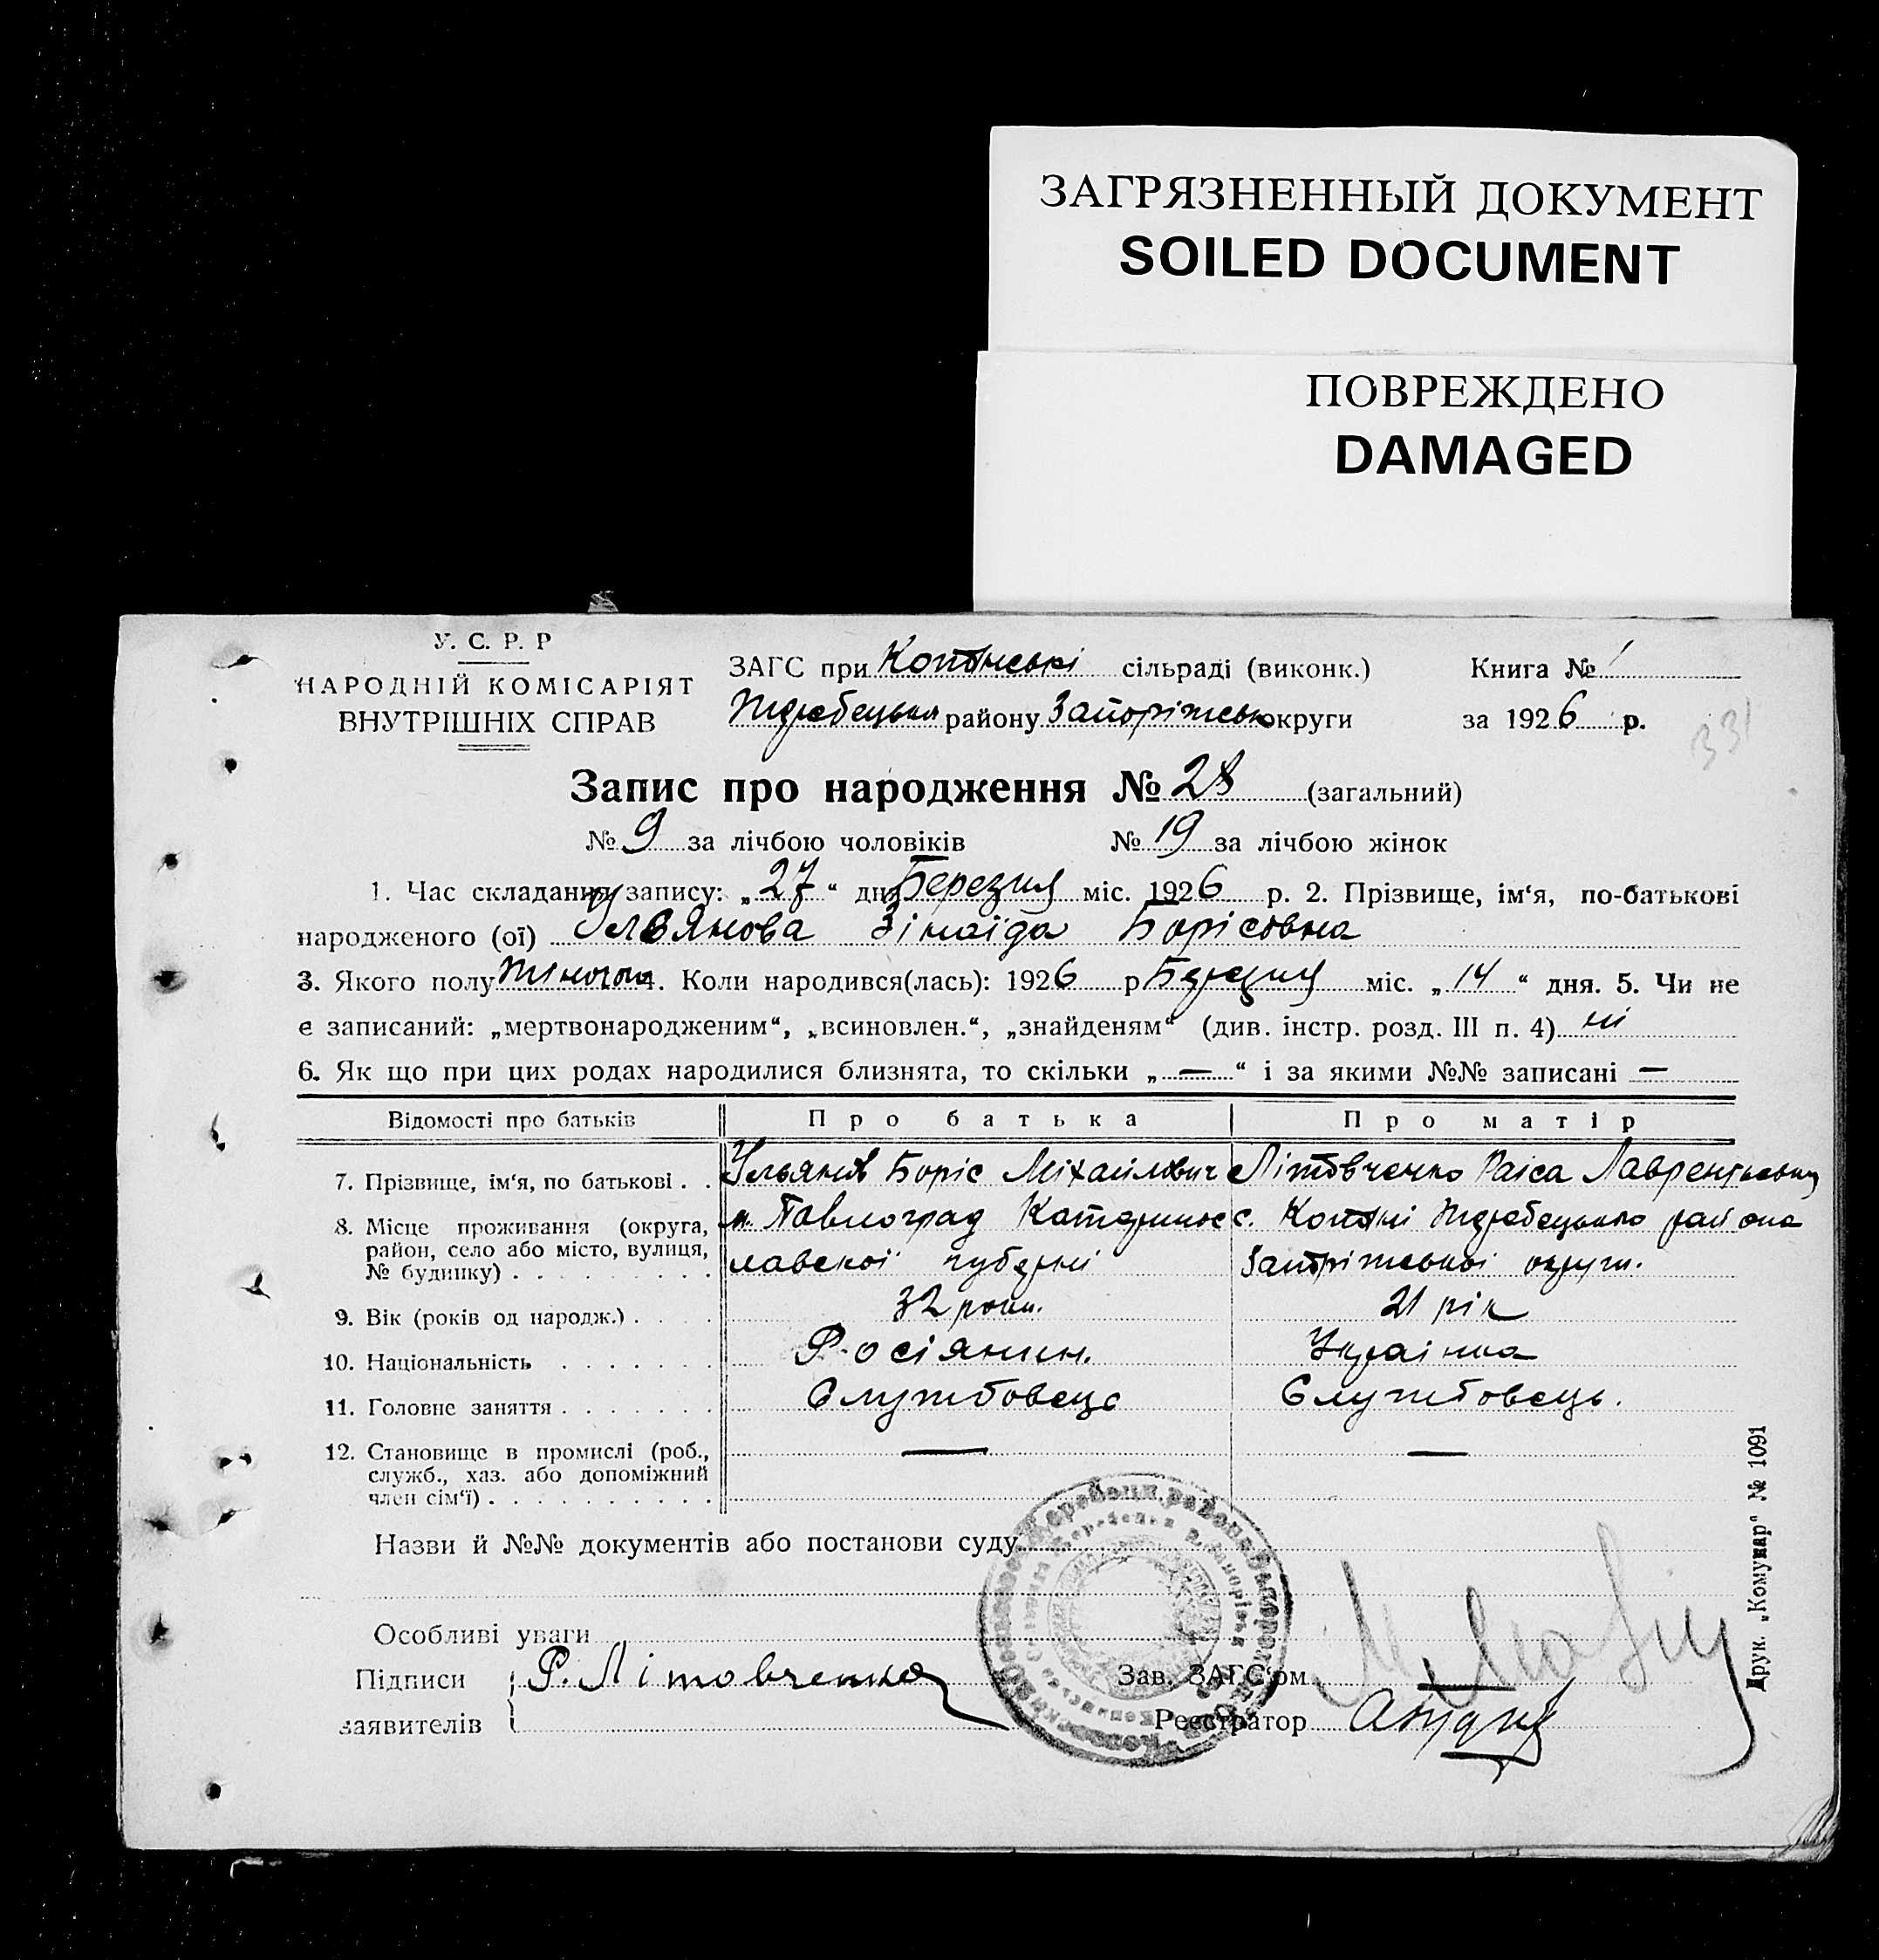 ЗАГРЯЗНЕННЫЙ ДОКУМЕНТ
SOILED DOCUMENT
ПОВРЕЖДЕНО
DAMAGED
У. С. Р. Р
НАРОДНІЙ КОМІСАРІЯТ
ВНУТРІШНІХ СПРАВ
ЗАГС при Копанські сільраді (виконк.) Книга № 1
району Запоріжськ округи за 1926 р.
331
Запис про народження № 28 (загальний)
№ 9 за лічбою чоловіків № 19 за лічбою жінок
1. Час складання запису: „27“ дн Березня міс. 1926 р. 2. Прізвище, ім‘я, по-батькові
народженого (ої) Ульянова Зінаїда Борісовна
3. Якого полу 4. Коли народився(лась): 1926 р Березня міс. „14“ дня. 5. Чи не
є записаний: „мертвонародженим“, „всиновлен.“, „знайденям“ (див. інстр. розд. III п. 4) ні
6. Як що при цих родах народилися близнята, то скільки „—“ і за якими №№ записані —
Відомості про батьків Про батька Про матір
7. Прізвище, ім‘я, по батькові . . Ульянов Боріс Міхайлович Літовченко Раіса
8. Місце проживання (округа, м. Павлоград Катеринос с. Копані Жеребецького району
район, село або місто, вулиця,
№ будинку) . . . . . . . . . лавскої губерні Запоріжської округи.
9. Вік (років од народж.) . . . . 32 роки. 21 рік
10. Національність . . . . . . . Росіянин. Украінка
11. Головне заняття . . . . . . . Службовець Службовець.
12. Становище в промислі (роб., — —
служб., хаз. або допоміжний
член сім‘ї) . . . . . . . . . .
Назви й №№ документів або постанови суду
Особливі уваги
Підписи Р. Літовченко Зав. ЗАГС‘ом
заявителів Реєстратор
Друк. „Комунар“ № 1091